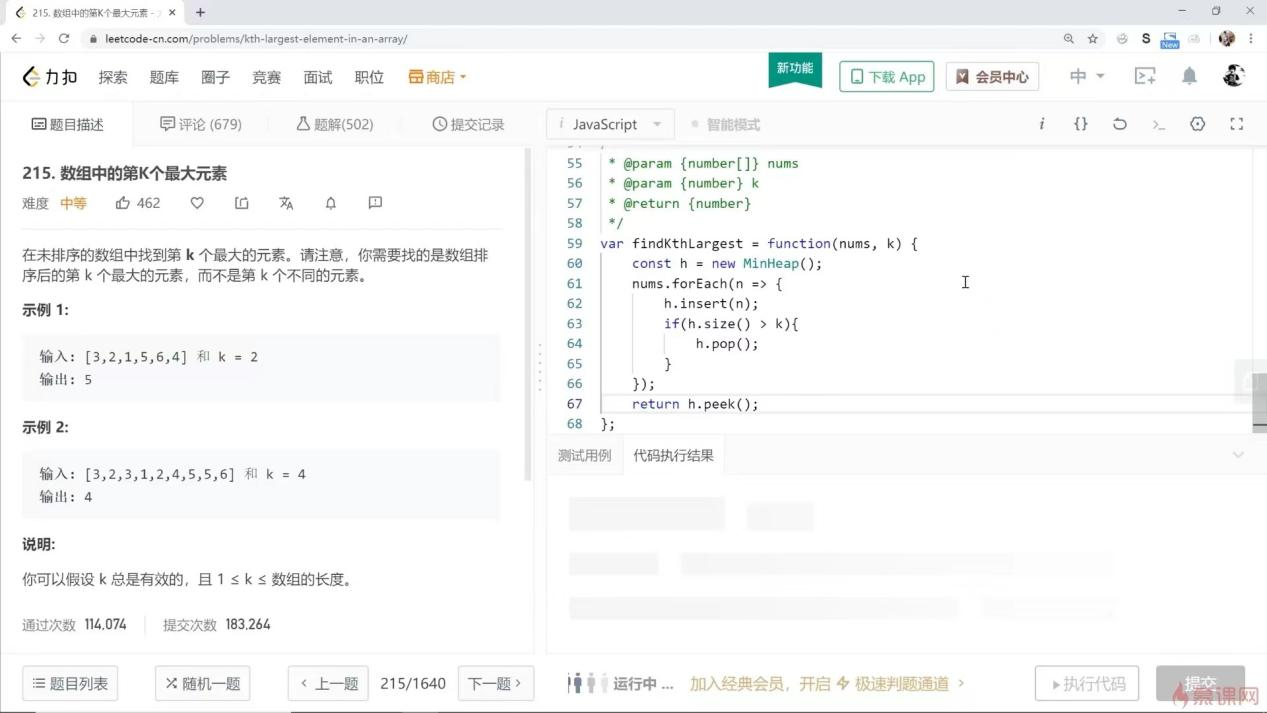 215. 数组中的第K个最大元素 -
leetcode-cn.com/problems/kth-largest-element-in-an-array/
S
New
力扣 探索 题库 圈子 竞赛 面试 职位 商店
新功能
下载 App
会员中心
中
题目描述 评论 (679) 题解(502) 提交记录
i JavaScript 智能模式
215. 数组中的第K个最大元素
难度 中等 462
在未排序的数组中找到第 k 个最大的元素。请注意，你需要找的是数组排
序后的第 k 个最大的元素，而不是第 k 个不同的元素。
示例 1:
输入: [3,2,1,5,6,4] 和 k = 2
输出: 5
示例 2:
输入: [3,2,3,1,2,4,5,5,6] 和 k = 4
输出: 4
说明:
你可以假设 k 总是有效的，且 1 ≤ k ≤ 数组的长度。
通过次数 114,074 提交次数 183,264
55 * @param {number[]} nums
56 * @param {number} k
57 * @return {number}
58 */
59 var findKthLargest = function(nums, k) {
60 const h = new MinHeap();
61 nums.forEach(n => {
62 h.insert(n);
63 if(h.size() > k){
64 h.pop();
65 }
66 });
67 return h.peek();
68 };
测试用例 代码执行结果
题目列表 随机一题 上一题 215/1640 下一题
运行中 ... 加入经典会员，开启 极速判题通道
执行代码 提交
慕课网